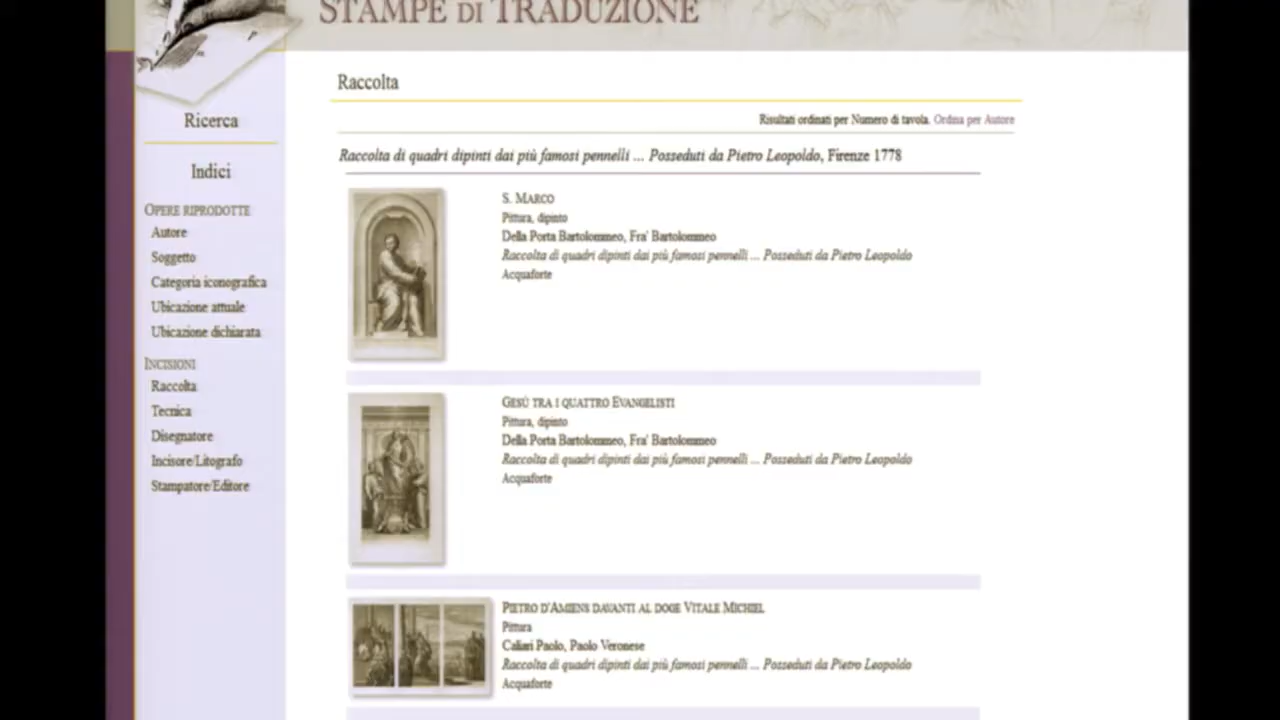 STAMPE DI TRADUZIONE
Ricerca
Indici
OPERE RIPRODOTTE
Autore
Soggetto
Categoria iconografica
Ubicazione attuale
Ubicazione dichiarata
INCISIONI
Raccolta
Tecnica
Disegnatore
Incisore/Litografo
Stampatore/Editore
Raccolta
Risultati ordinati per Numero di tavola. Ordina per Autore
Raccolta di quadri dipinti dai più famosi pennelli ... Posseduti da Pietro Leopoldo, Firenze 1778
S. MARCO
Pittura, dipinto
Della Porta Bartolommeo, Fra' Bartolommeo
Raccolta di quadri dipinti dai più famosi pennelli ... Posseduti da Pietro Leopoldo
Acquaforte
GESÙ TRA I QUATTRO EVANGELISTI
Pittura, dipinto
Della Porta Bartolommeo, Fra' Bartolommeo
Raccolta di quadri dipinti dai più famosi pennelli ... Posseduti da Pietro Leopoldo
Acquaforte
PIETRO D'AMIENS DAVANTI AL DOGE VITALE MICHIEL
Pittura
Caliari Paolo, Paolo Veronese
Raccolta di quadri dipinti dai più famosi pennelli ... Posseduti da Pietro Leopoldo
Acquaforte